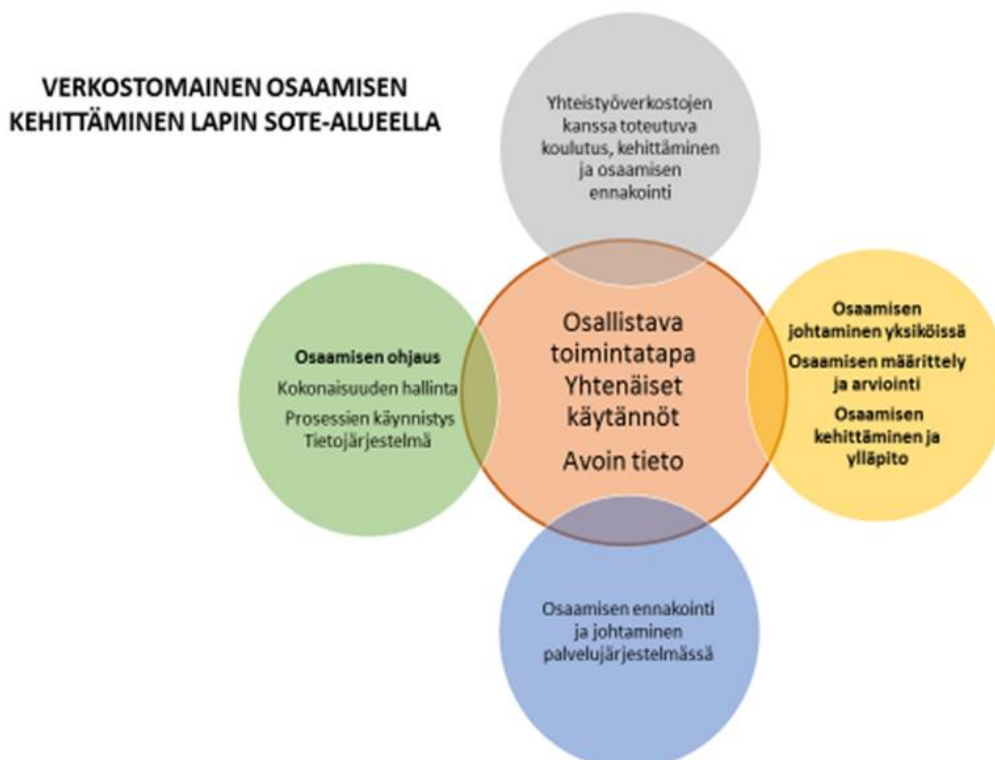 VERKOSTOMAINEN OSAAMISEN
KEHITTÄMINEN LAPIN SOTE-ALUEELLA
Yhteistyöverkostojen
kanssa toteutuva
koulutus, kehittäminen
ja osaamisen
ennakointi
Osaamisen ohjaus
Kokonaisuuden hallinta
Prosessien käynnistys
Tietojärjestelmä
Osallistava
toimintatapa
Yhtenäiset
käytännöt
Avoin tieto
Osaamisen
johtaminen yksiköissä
Osaamisen määrittely
ja arviointi
Osaamisen
kehittäminen ja
ylläpito
Osaamisen ennakointi
ja johtaminen
palvelujärjestelmässä